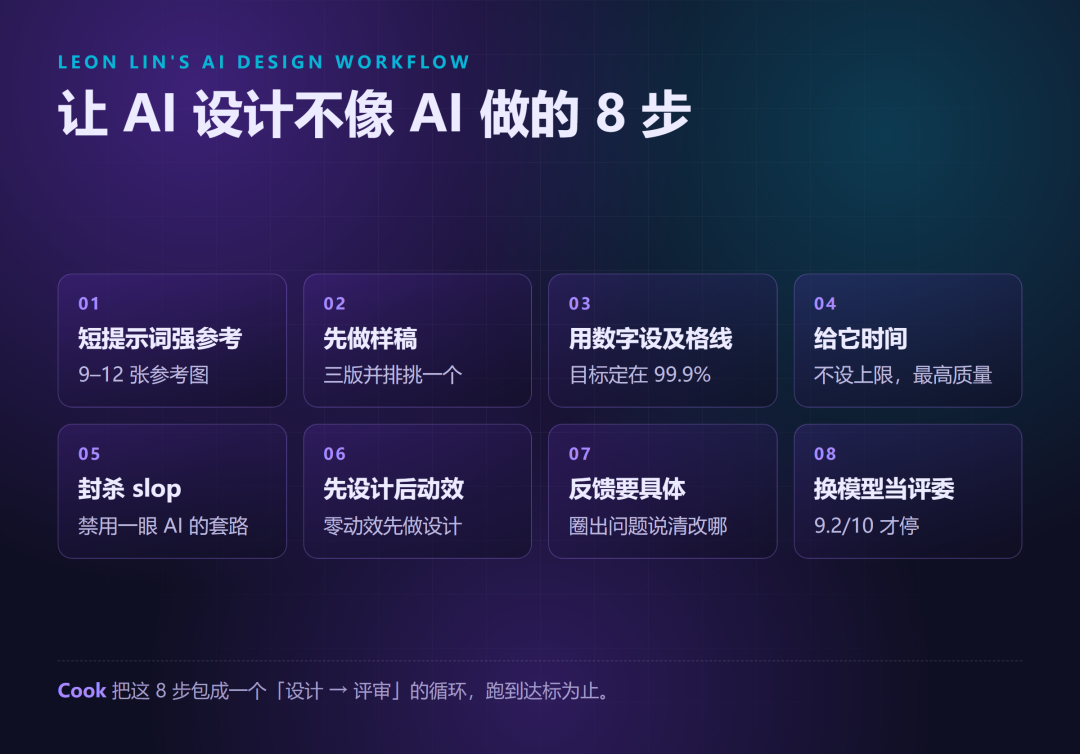 LEON LIN'S AI DESIGN WORKFLOW
让 AI 设计不像 AI 做的 8 步
01
短提示词强参考
9–12 张参考图
02
先做样稿
三版并排挑一个
03
用数字设及格线
目标定在 99.9%
04
给它时间
不设上限，最高质量
05
封杀 slop
禁用一眼 AI 的套路
06
先设计后动效
零动效先做设计
07
反馈要具体
圈出问题说清改哪
08
换模型当评委
9.2/10 才停
Cook 把这 8 步包成一个「设计 → 评审」的循环，跑到达标为止。